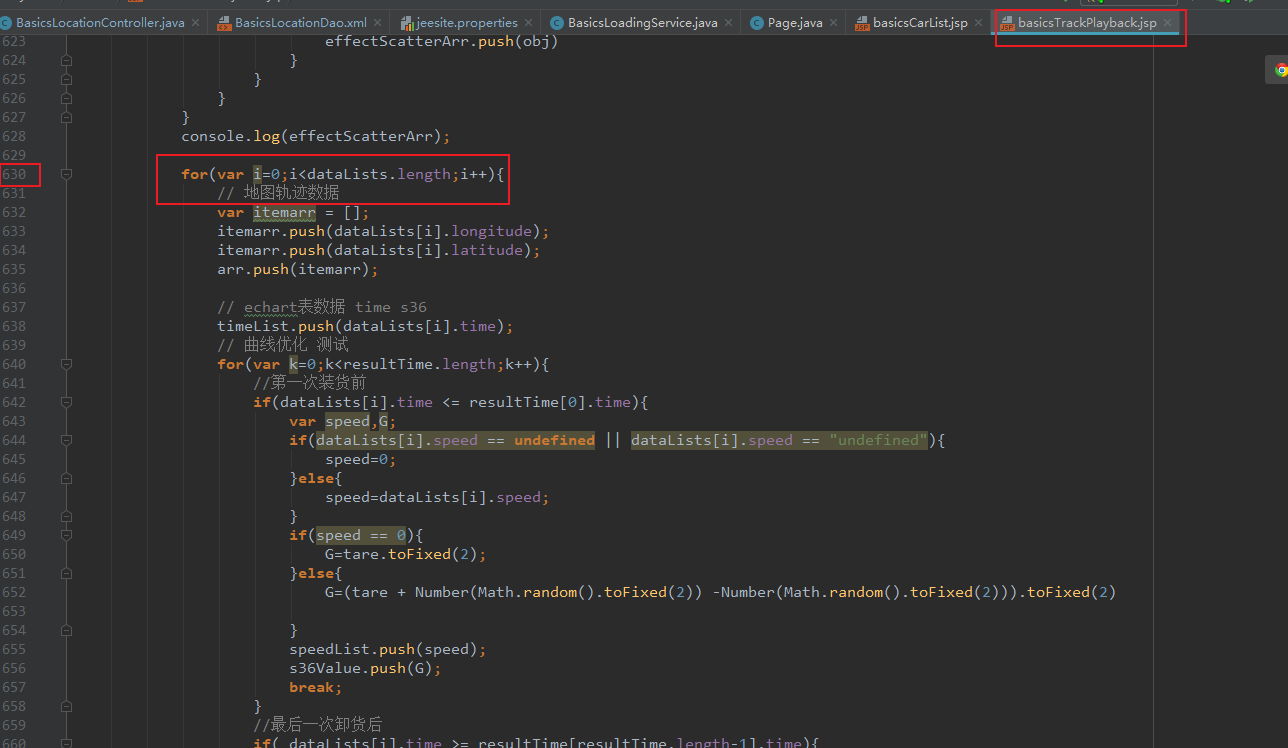 BasicsLocationController.java × BasicsLocationDao.xml × jeesite.properties × BasicsLoadingService.java × Page.java × basicsCarList.jsp × basicsTrackPlayback.jsp ×
623 effectScatterArr.push(obj)
624 }
625 }
626 }
627 }
628 console.log(effectScatterArr);
629
630 for(var i=0;i<dataLists.length;i++){
631 // 地图轨迹数据
632 var itemarr = [];
633 itemarr.push(dataLists[i].longitude);
634 itemarr.push(dataLists[i].latitude);
635 arr.push(itemarr);
636
637 // echart表数据 time s36
638 timeList.push(dataLists[i].time);
639 // 曲线优化 测试
640 for(var k=0;k<resultTime.length;k++){
641 //第一次装货前
642 if(dataLists[i].time <= resultTime[0].time){
643 var speed,G;
644 if(dataLists[i].speed == undefined || dataLists[i].speed == "undefined"){
645 speed=0;
646 }else{
647 speed=dataLists[i].speed;
648 }
649 if(speed == 0){
650 G=tare.toFixed(2);
651 }else{
652 G=(tare + Number(Math.random().toFixed(2)) -Number(Math.random().toFixed(2))).toFixed(2)
653
654 }
655 speedList.push(speed);
656 s36Value.push(G);
657 break;
658 }
659 //最后一次卸货后
660 if( dataLists[i].time >= resultTime[resultTime.length-1].time){